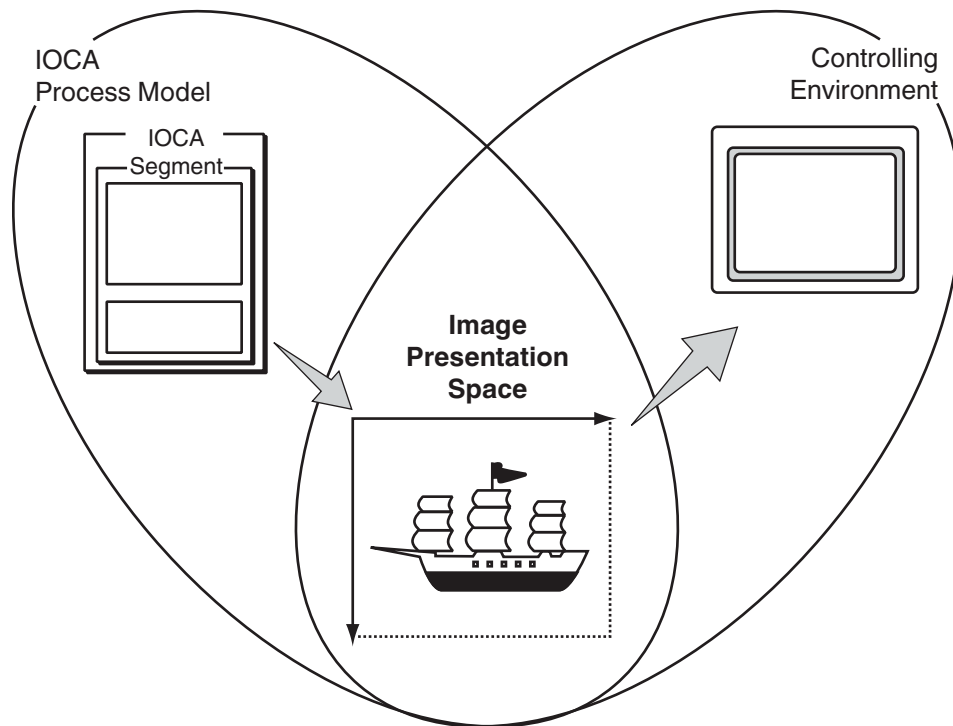 IOCA
Process Model
Controlling
Environment
IOCA
Segment
Image
Presentation
Space